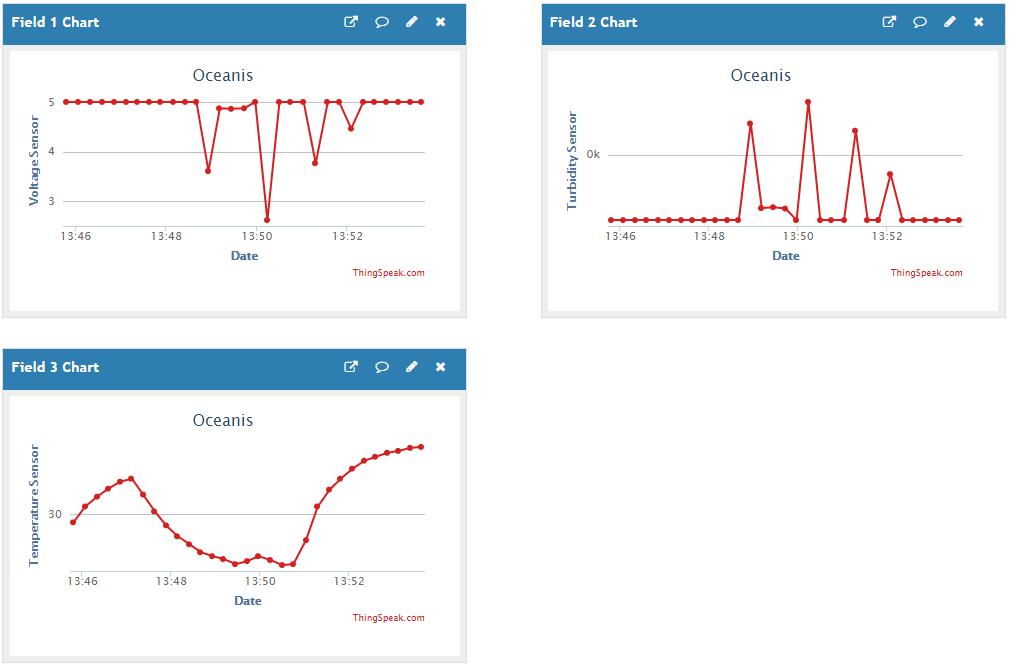 Field 1 Chart
Oceanis
Voltage Sensor
5
4
3
13:46 13:48 13:50 13:52
Date
ThingSpeak.com
Field 2 Chart
Oceanis
Turbidity Sensor
0k
13:46 13:48 13:50 13:52
Date
ThingSpeak.com
Field 3 Chart
Oceanis
Temperature Sensor
30
13:46 13:48 13:50 13:52
Date
ThingSpeak.com